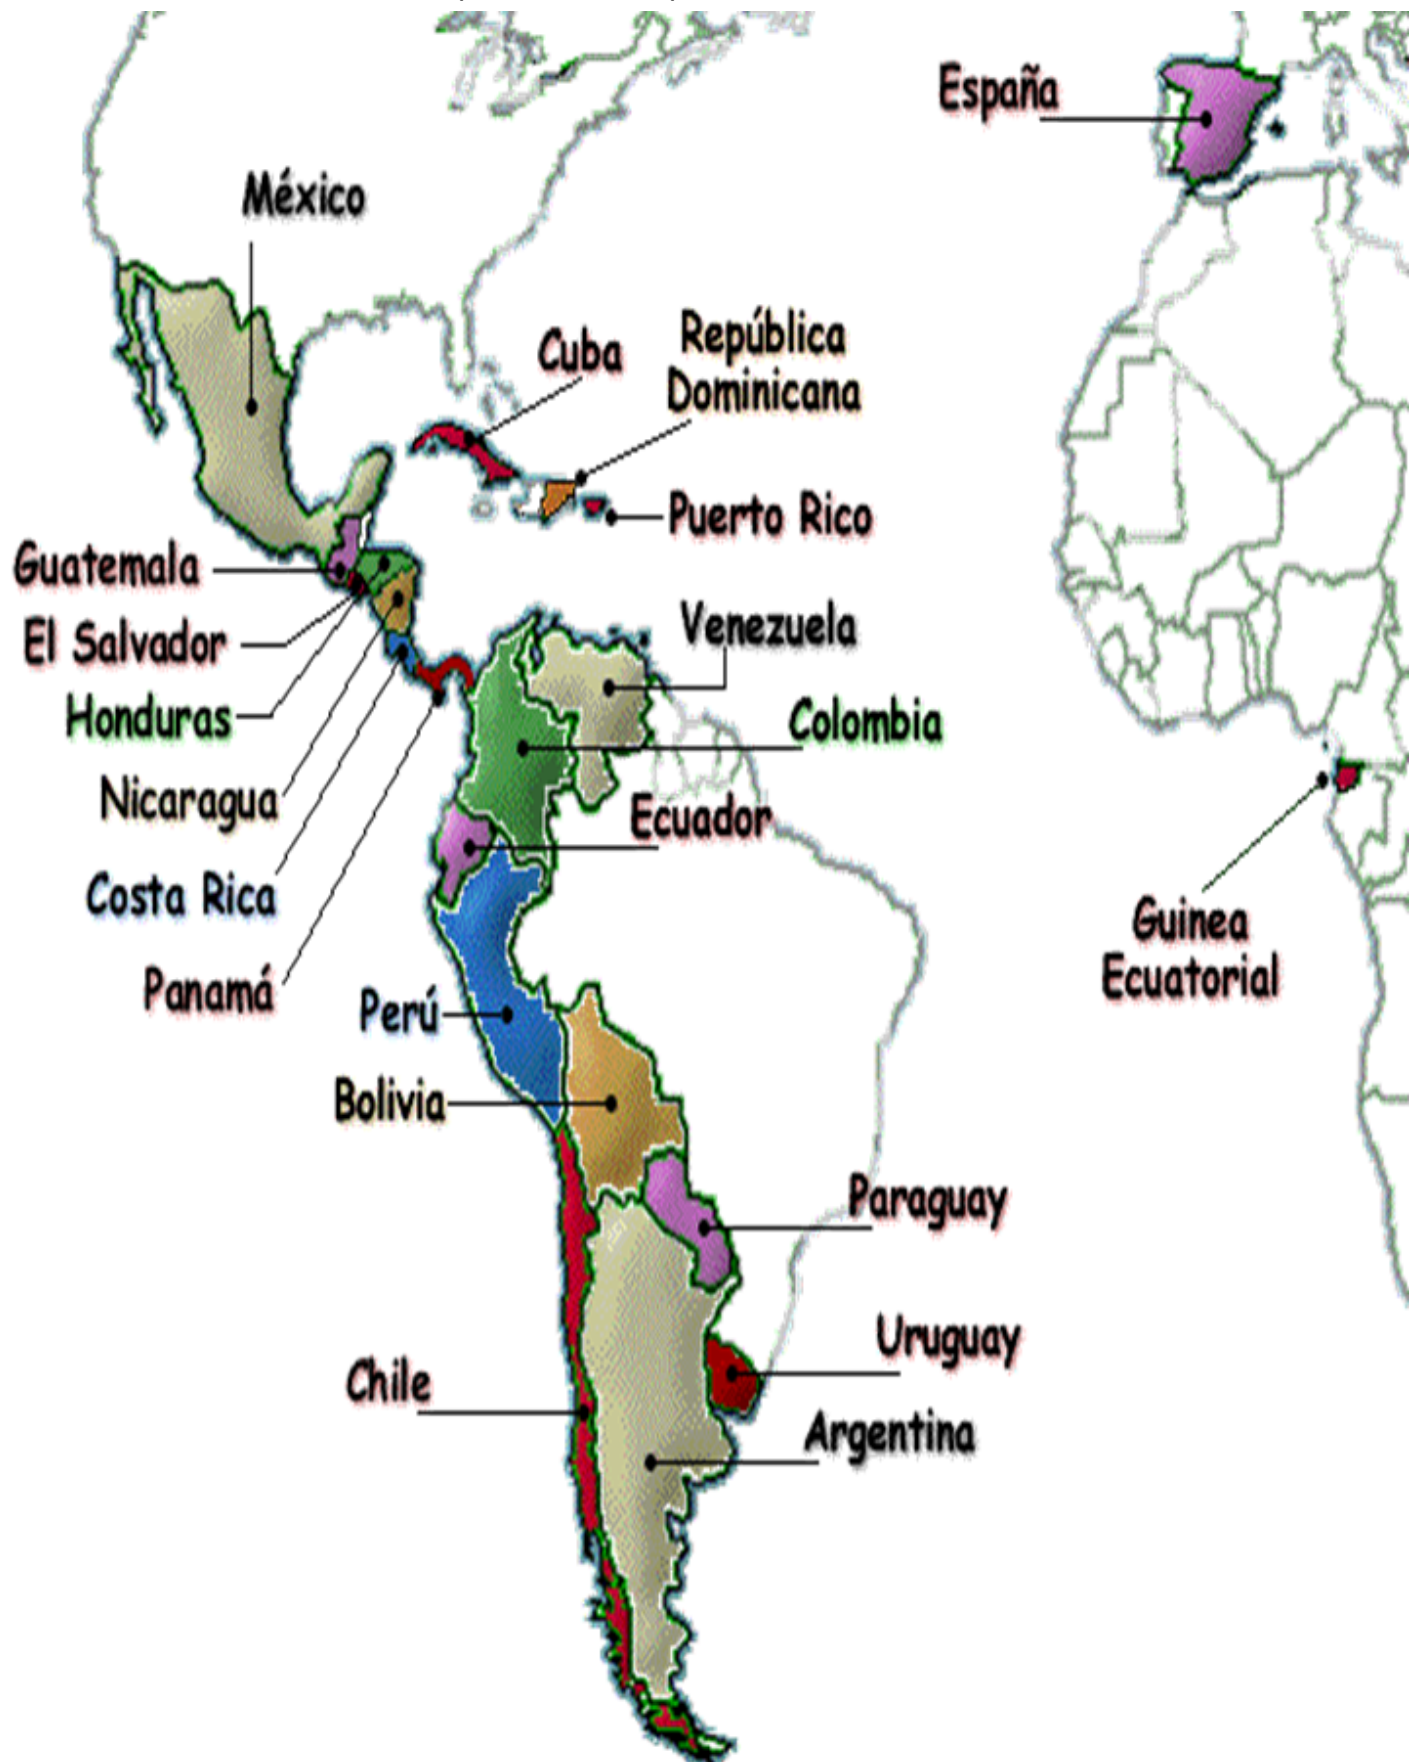 España
México
República
Dominicana
Cuba
Puerto Rico
Guatemala
El Salvador
Honduras
Nicaragua
Costa Rica
Panamá
Venezuela
Colombia
Ecuador
Guinea
Ecuatorial
Perú
Bolivia
Paraguay
Uruguay
Chile
Argentina